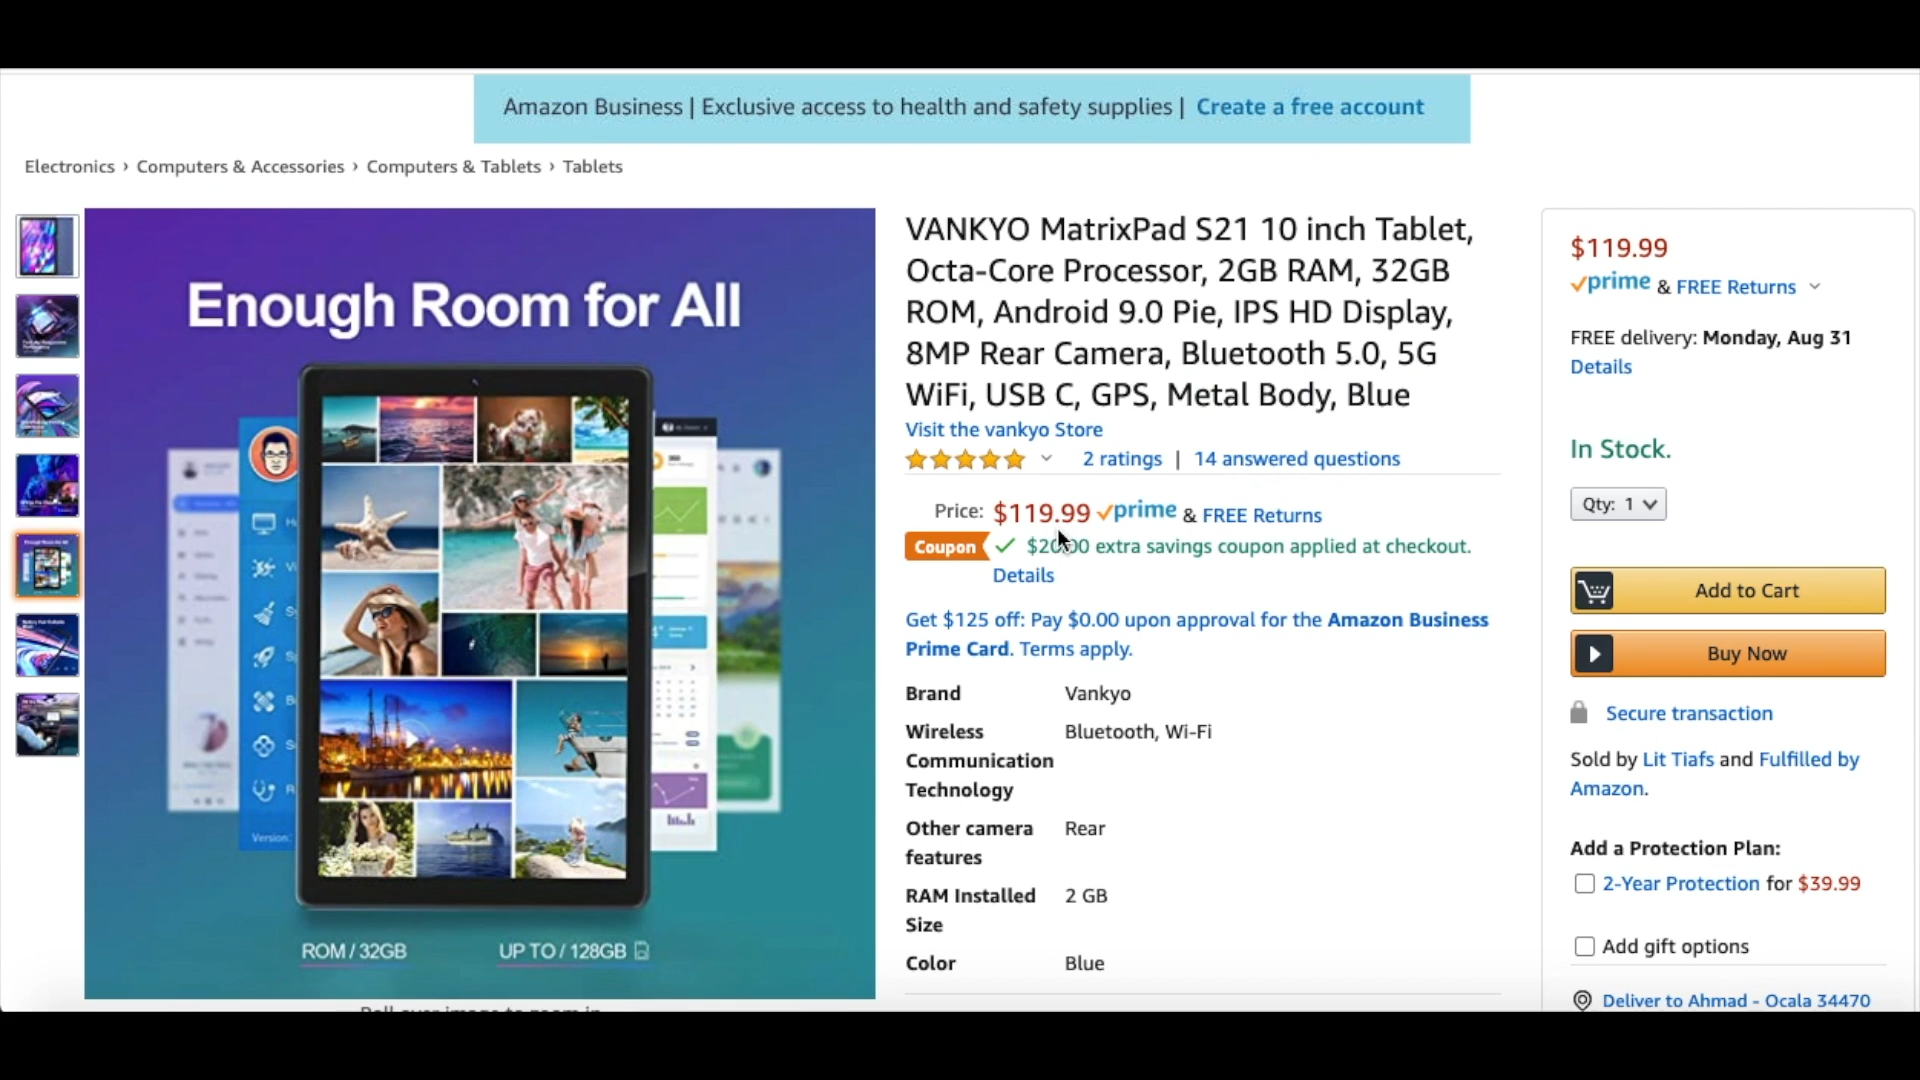 Amazon Business | Exclusive access to health and safety supplies | Create a free account
Electronics › Computers & Accessories › Computers & Tablets › Tablets
Enough Room for All
Version:
ROM / 32GB
UP TO / 128GB
VANKYO MatrixPad S21 10 inch Tablet,
Octa-Core Processor, 2GB RAM, 32GB
ROM, Android 9.0 Pie, IPS HD Display,
8MP Rear Camera, Bluetooth 5.0, 5G
WiFi, USB C, GPS, Metal Body, Blue
Visit the vankyo Store
2 ratings | 14 answered questions
Price: $119.99 prime & FREE Returns
Coupon $20.00 extra savings coupon applied at checkout.
Details
Get $125 off: Pay $0.00 upon approval for the Amazon Business
Prime Card. Terms apply.
Brand Vankyo
Wireless Bluetooth, Wi-Fi
Communication
Technology
Other camera Rear
features
RAM Installed 2 GB
Size
Color Blue
$119.99
prime & FREE Returns
FREE delivery: Monday, Aug 31
Details
In Stock.
Qty: 1
Add to Cart
Buy Now
Secure transaction
Sold by Lit Tiafs and Fulfilled by
Amazon.
Add a Protection Plan:
2-Year Protection for $39.99
Add gift options
Deliver to Ahmad - Ocala 34470